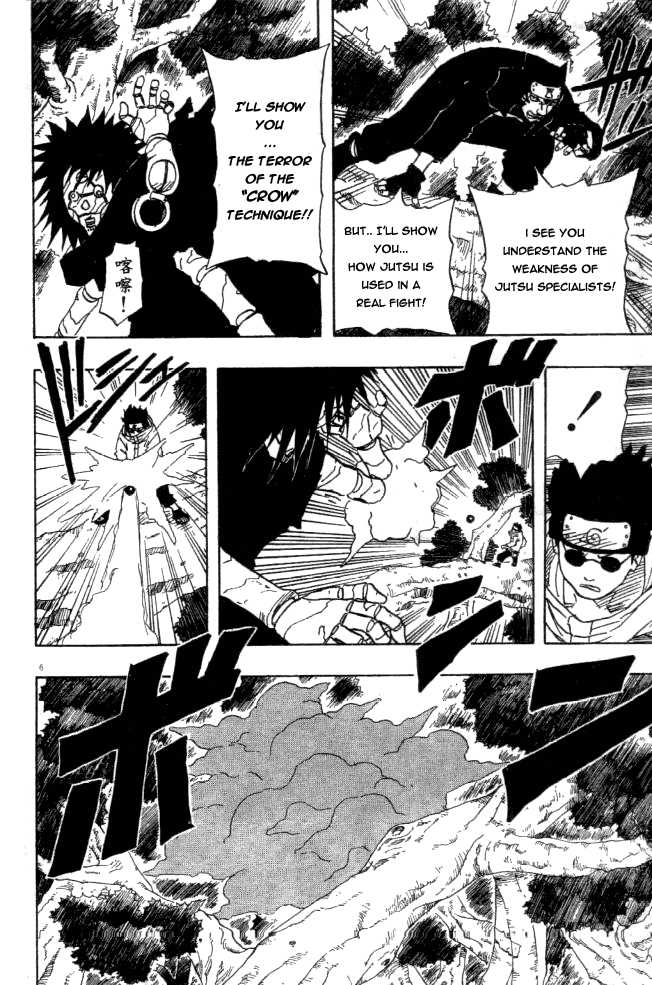 I SEE YOU
UNDERSTAND THE
WEAKNESS OF
JUTSU SPECIALISTS!
BUT.. I'LL SHOW
YOU...
HOW JUTSU IS
USED IN A
REAL FIGHT!
I'LL SHOW
YOU
...
THE TERROR
OF THE
"CROW"
TECHNIQUE!!
喀嚓!
!
ボン
ドシュ
ボン
6